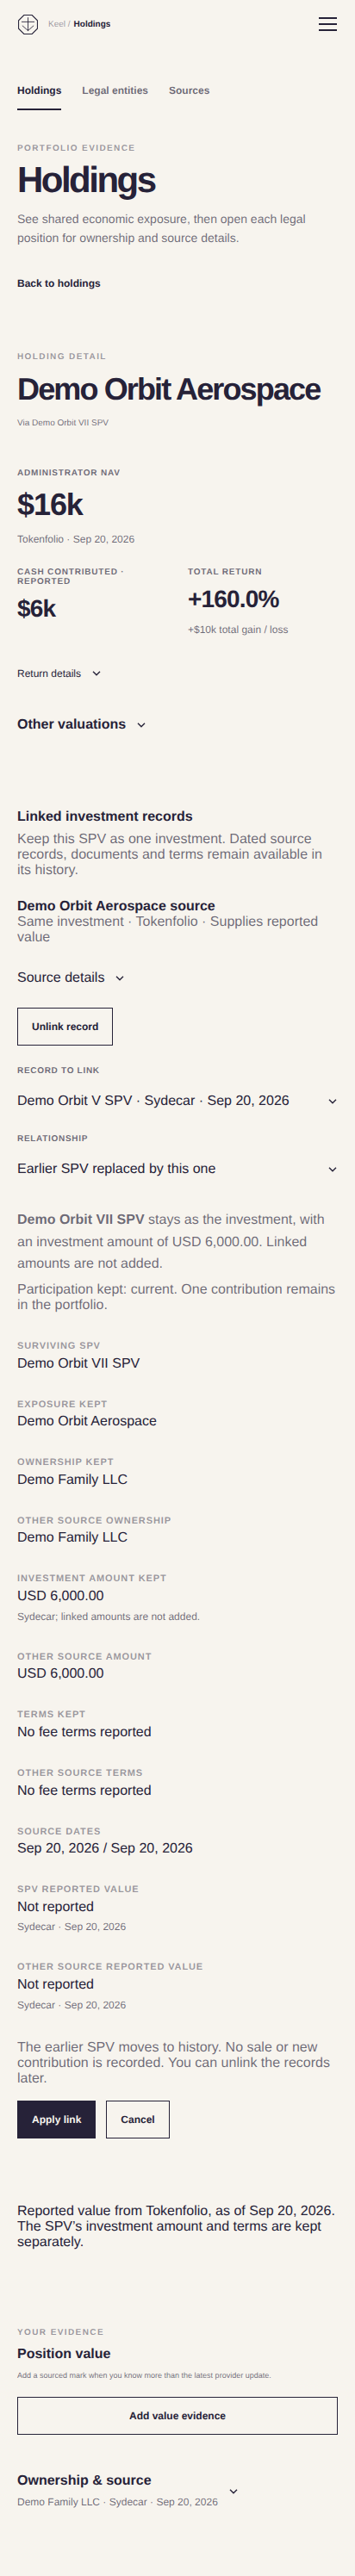 Keel / Holdings
Holdings Legal entities Sources
PORTFOLIO EVIDENCE
Holdings
See shared economic exposure, then open each legal
position for ownership and source details.
Back to holdings
HOLDING DETAIL
Demo Orbit Aerospace
Via Demo Orbit VII SPV
ADMINISTRATOR NAV
$16k
Tokenfolio · Sep 20, 2026
CASH CONTRIBUTED ·
REPORTED
$6k
TOTAL RETURN
+160.0%
+$10k total gain / loss
Return details
Other valuations
Linked investment records
Keep this SPV as one investment. Dated source
records, documents and terms remain available in
its history.
Demo Orbit Aerospace source
Same investment · Tokenfolio · Supplies reported
value
Source details
Unlink record
RECORD TO LINK
Demo Orbit V SPV · Sydecar · Sep 20, 2026
RELATIONSHIP
Earlier SPV replaced by this one
Demo Orbit VII SPV stays as the investment, with
an investment amount of USD 6,000.00. Linked
amounts are not added.
Participation kept: current. One contribution remains
in the portfolio.
SURVIVING SPV
Demo Orbit VII SPV
EXPOSURE KEPT
Demo Orbit Aerospace
OWNERSHIP KEPT
Demo Family LLC
OTHER SOURCE OWNERSHIP
Demo Family LLC
INVESTMENT AMOUNT KEPT
USD 6,000.00
Sydecar; linked amounts are not added.
OTHER SOURCE AMOUNT
USD 6,000.00
TERMS KEPT
No fee terms reported
OTHER SOURCE TERMS
No fee terms reported
SOURCE DATES
Sep 20, 2026 / Sep 20, 2026
SPV REPORTED VALUE
Not reported
Sydecar · Sep 20, 2026
OTHER SOURCE REPORTED VALUE
Not reported
Sydecar · Sep 20, 2026
The earlier SPV moves to history. No sale or new
contribution is recorded. You can unlink the records
later.
Apply link Cancel
Reported value from Tokenfolio, as of Sep 20, 2026.
The SPV's investment amount and terms are kept
separately.
YOUR EVIDENCE
Position value
Add a sourced mark when you know more than the latest provider update.
Add value evidence
Ownership & source
Demo Family LLC · Sydecar · Sep 20, 2026